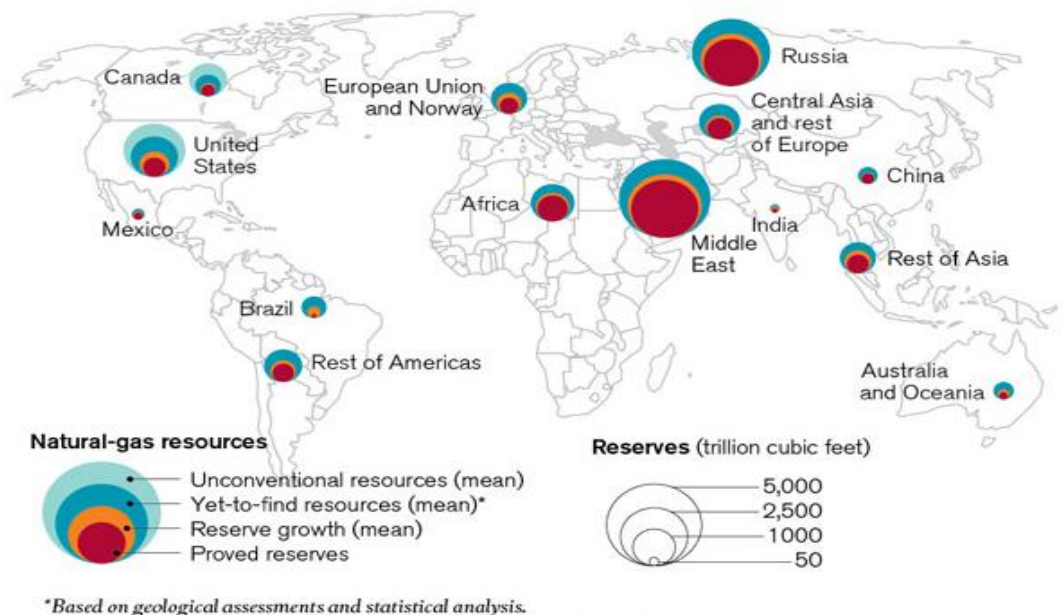 Canada
United
States
Mexico
Brazil
Rest of Americas
European Union
and Norway
Africa
Middle
East
Russia
Central Asia
and rest
of Europe
China
India
Rest of Asia
Australia
and Oceania
Natural-gas resources
Unconventional resources (mean)
Yet-to-find resources (mean)*
Reserve growth (mean)
Proved reserves
Reserves (trillion cubic feet)
5,000
2,500
1000
50
*Based on geological assessments and statistical analysis.